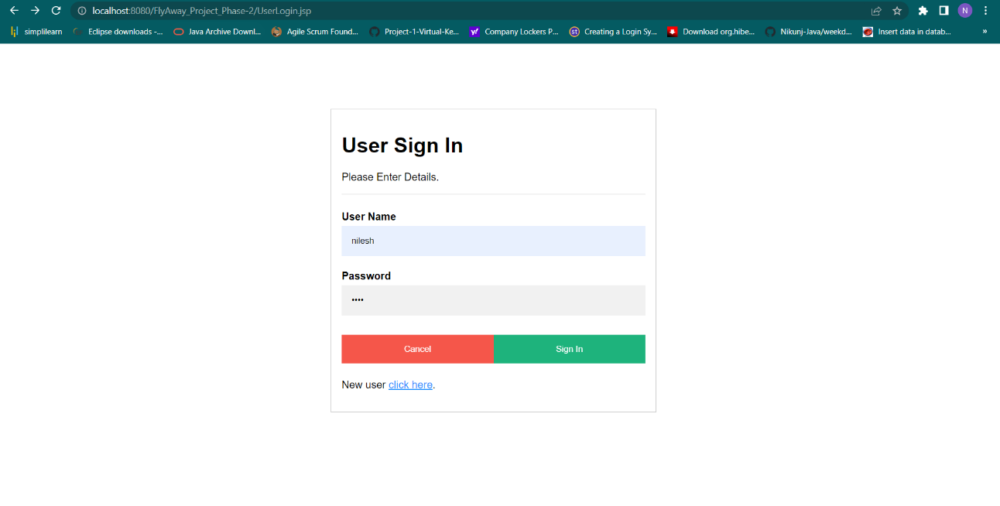 localhost:8080/FlyAway_Project_Phase-2/UserLogin.jsp
N
simplilearn Eclipse downloads -... Java Archive Downl... Agile Scrum Found... Project-1-Virtual-Ke... Company Lockers P... Creating a Login Sy... Download org.hibe... Nikunj-Java/weekd... Insert data in datab... »
User Sign In
Please Enter Details.
User Name
nilesh
Password
••••
Cancel Sign In
New user click here.